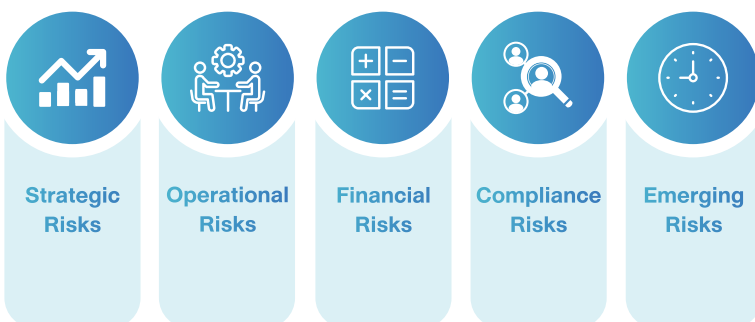 Strategic
Risks
Operational
Risks
Financial
Risks
Compliance
Risks
Emerging
Risks